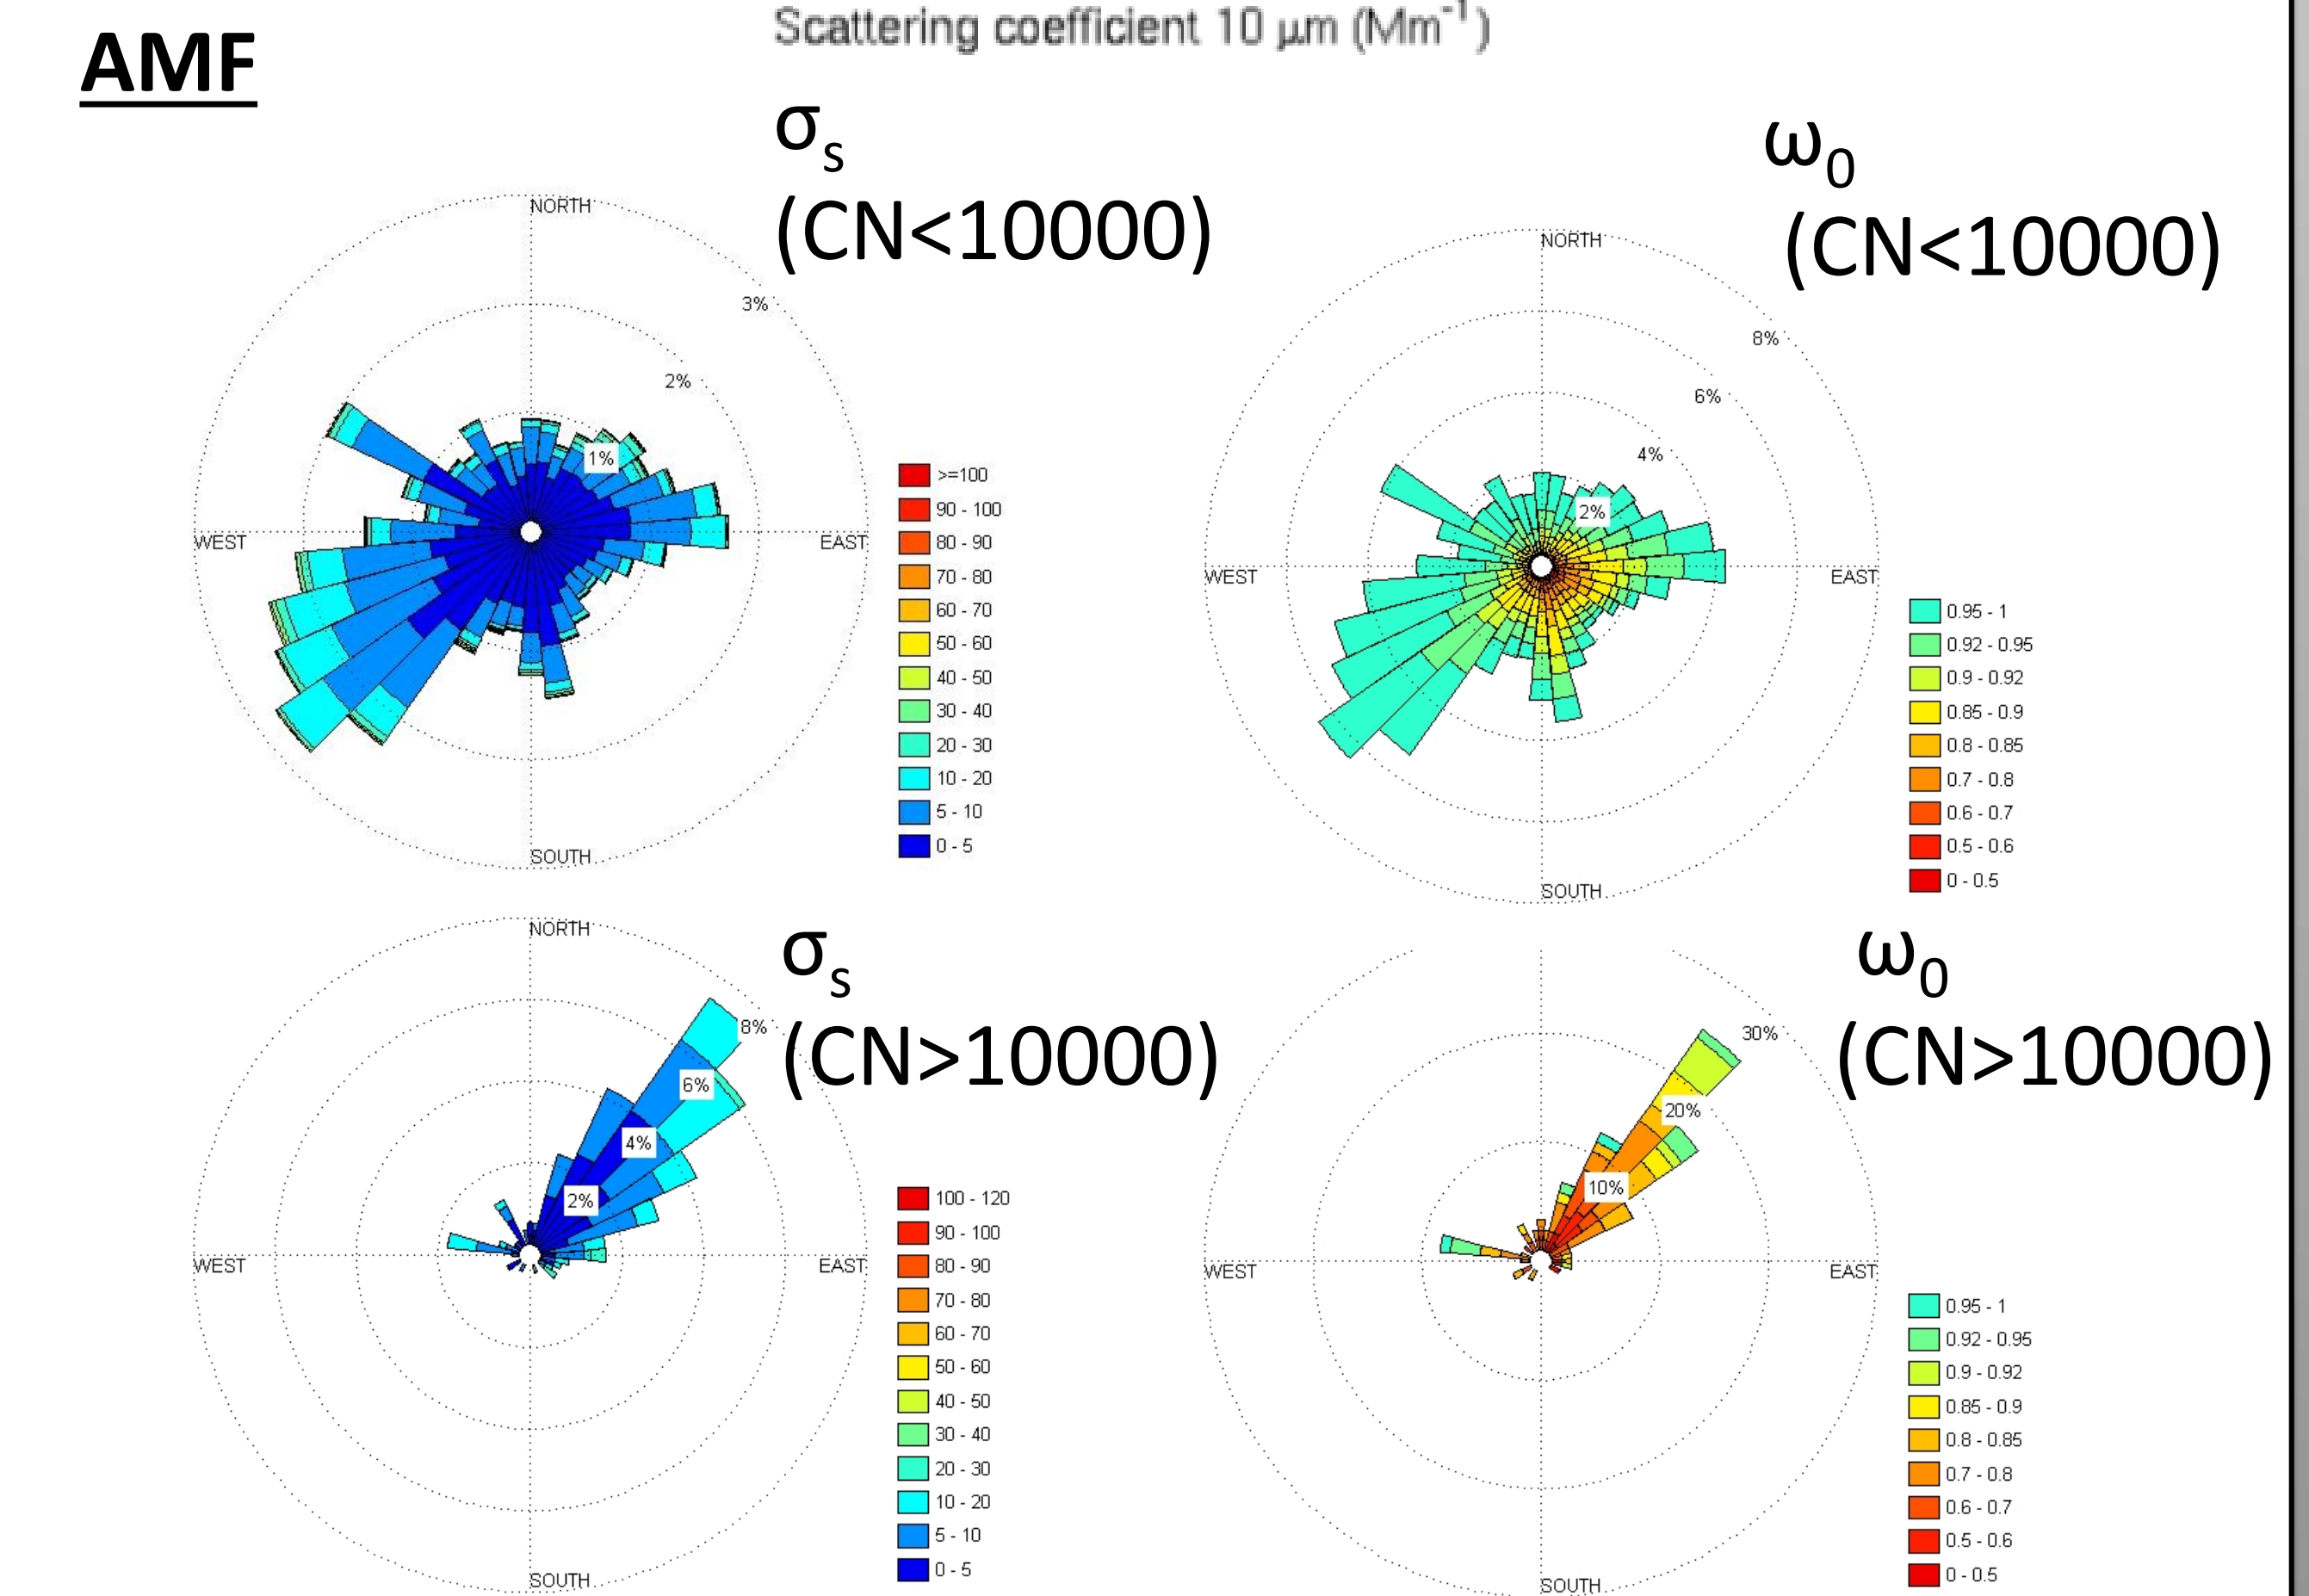 Scattering coefficient 10 μm (Mm⁻¹)
AMF
σs
(CN<10000)
NORTH
3%
2%
1%
WEST
EAST
SOUTH
>=100
90 - 100
80 - 90
70 - 80
60 - 70
50 - 60
40 - 50
30 - 40
20 - 30
10 - 20
5 - 10
0 - 5
ω0
(CN<10000)
NORTH
8%
6%
4%
2%
WEST
EAST
SOUTH
0.95 - 1
0.92 - 0.95
0.9 - 0.92
0.85 - 0.9
0.8 - 0.85
0.7 - 0.8
0.6 - 0.7
0.5 - 0.6
0 - 0.5
σs
(CN>10000)
NORTH
8%
6%
4%
2%
WEST
EAST
SOUTH
100 - 120
90 - 100
80 - 90
70 - 80
60 - 70
50 - 60
40 - 50
30 - 40
20 - 30
10 - 20
5 - 10
0 - 5
ω0
(CN>10000)
30%
20%
10%
WEST
EAST
SOUTH
0.95 - 1
0.92 - 0.95
0.9 - 0.92
0.85 - 0.9
0.8 - 0.85
0.7 - 0.8
0.6 - 0.7
0.5 - 0.6
0 - 0.5